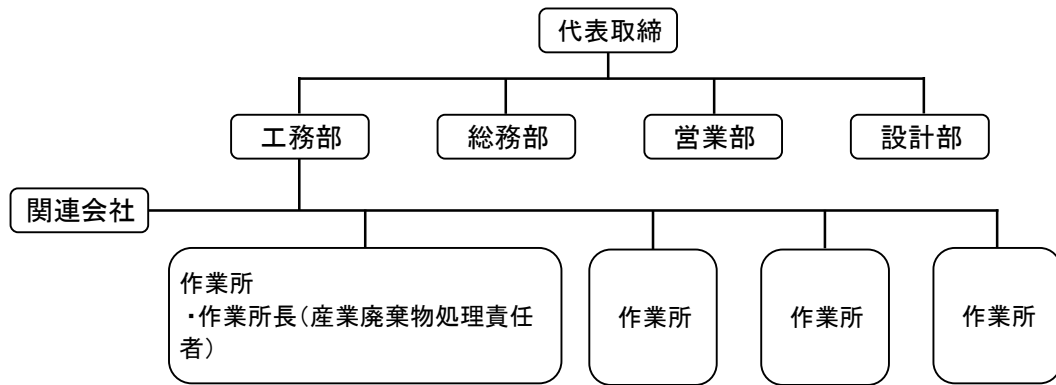 代表取締
工務部
総務部
営業部
設計部
関連会社
作業所
・作業所長（産業廃棄物処理責任
者）
作業所
作業所
作業所